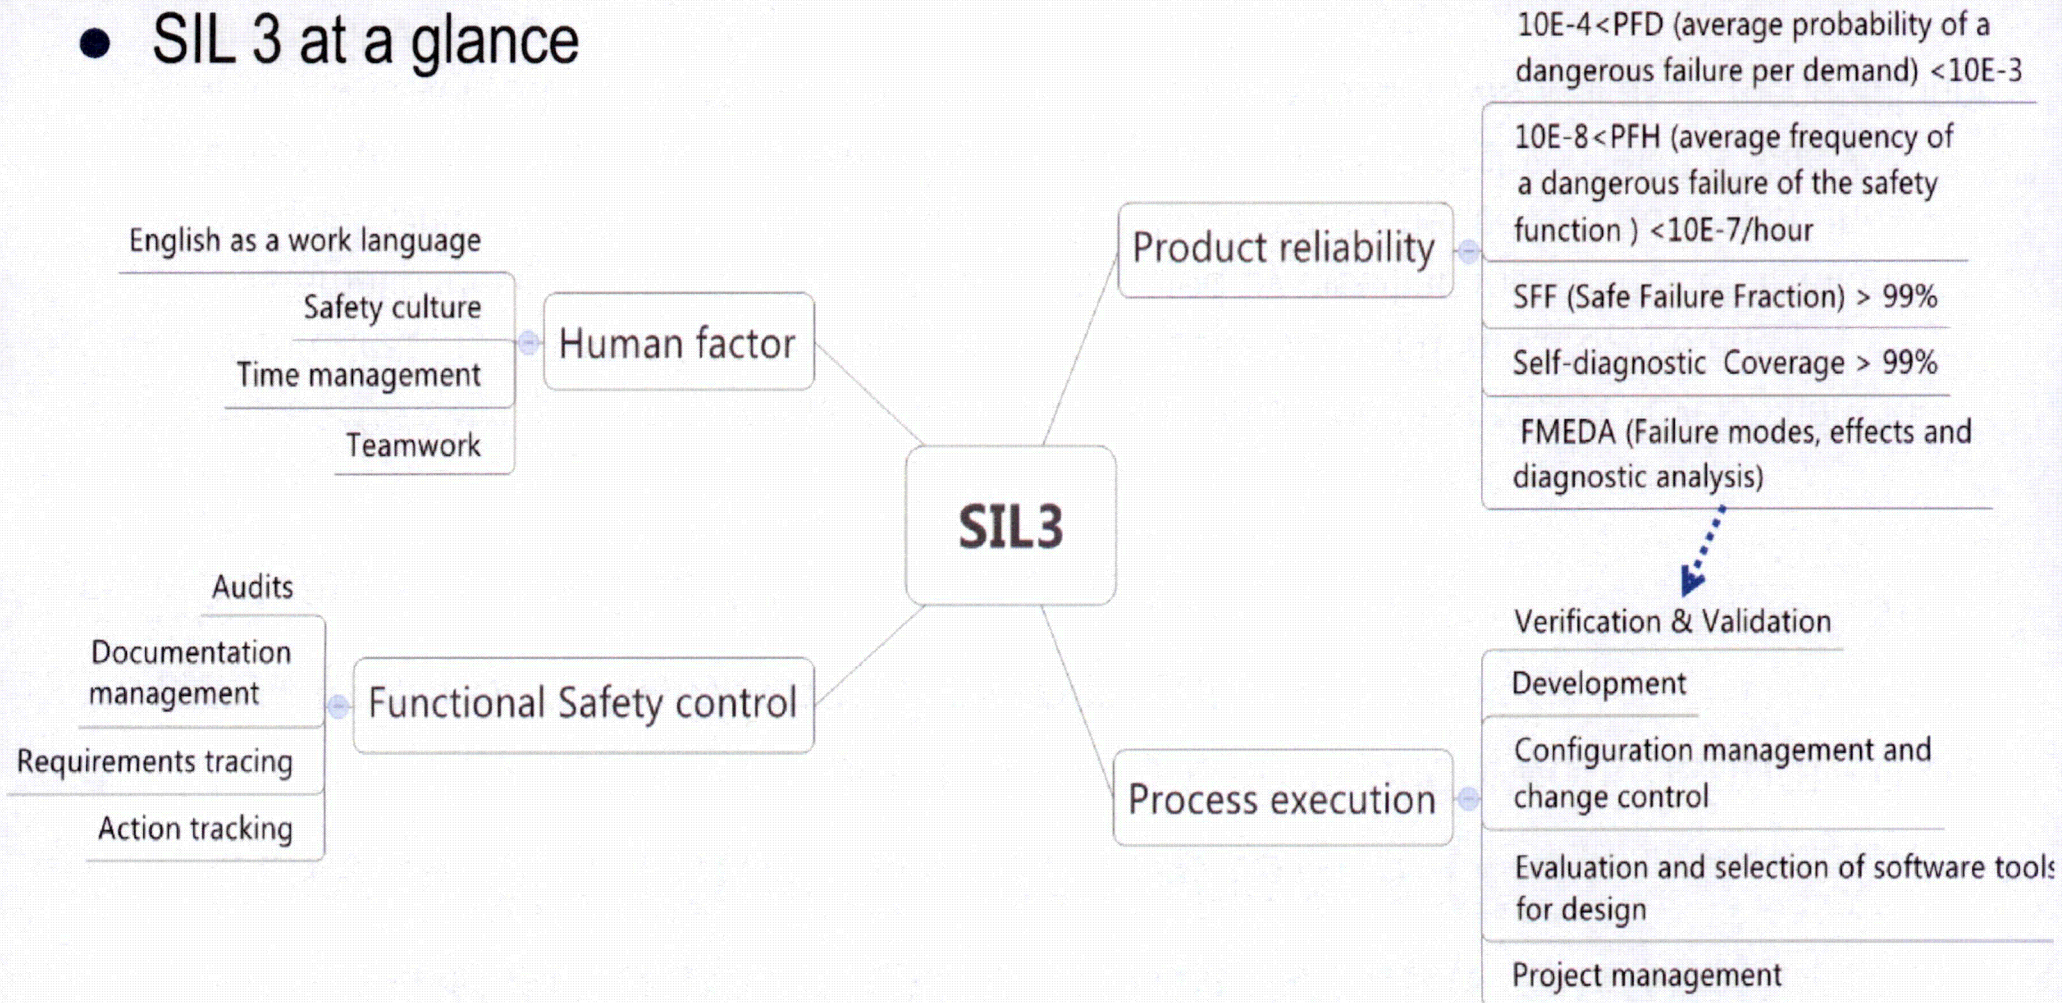 • SIL 3 at a glance
English as a work language
Safety culture
Time management
Teamwork
Human factor
Audits
Documentation
management
Requirements tracing
Action tracking
Functional Safety control
SIL3
Product reliability
10E-4<PFD (average probability of a
dangerous failure per demand) <10E-3
10E-8<PFH (average frequency of
a dangerous failure of the safety
function ) <10E-7/hour
SFF (Safe Failure Fraction) > 99%
Self-diagnostic Coverage > 99%
FMEDA (Failure modes, effects and
diagnostic analysis)
Process execution
Verification & Validation
Development
Configuration management and
change control
Evaluation and selection of software tools
for design
Project management